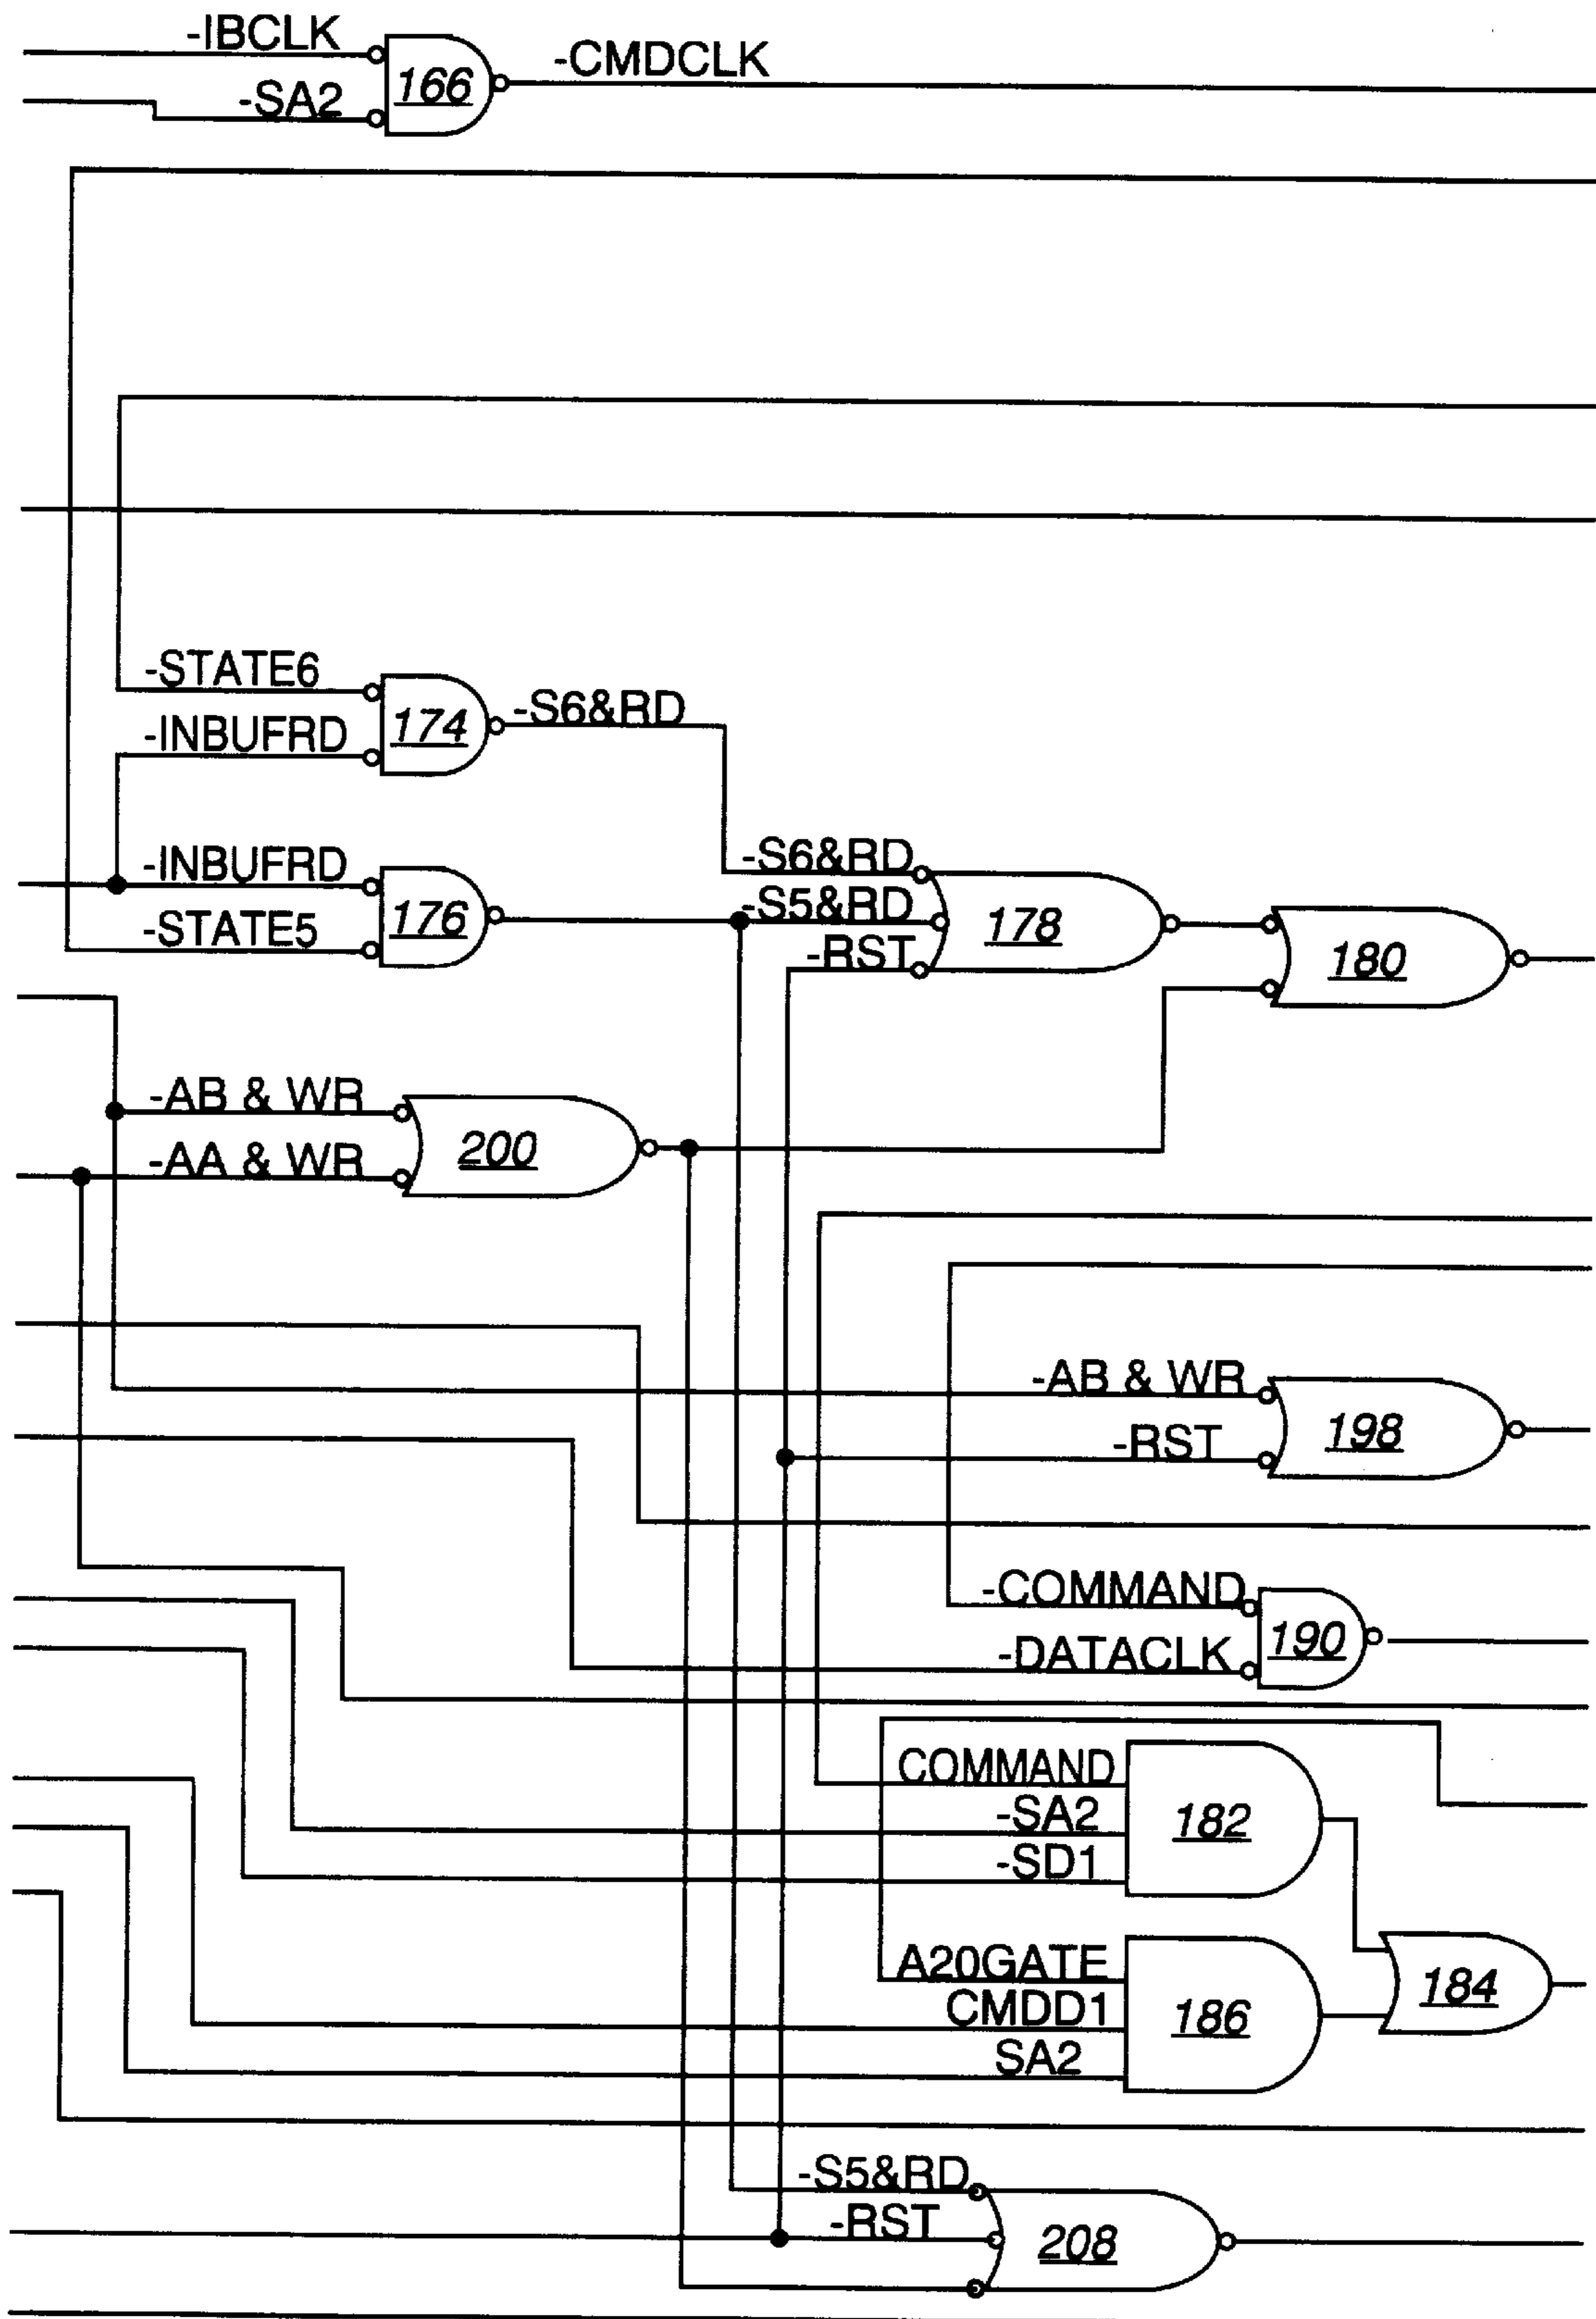 -IBCLK
-CMDCLK
166
-SA2
-STATE6
-S6&RD
174
-INBUFRD
-INBUFRD
-S6&RD
-S5&RD
176
178
-STATE5
-RST
180
-AB & WR
200
-AA & WR
-AB & WR
198
-RST
-COMMAND
190
-DATACLK
COMMAND
-SA2
182
-SD1
A20GATE
184
CMDD1
186
SA2
-S5&RD
-RST
208